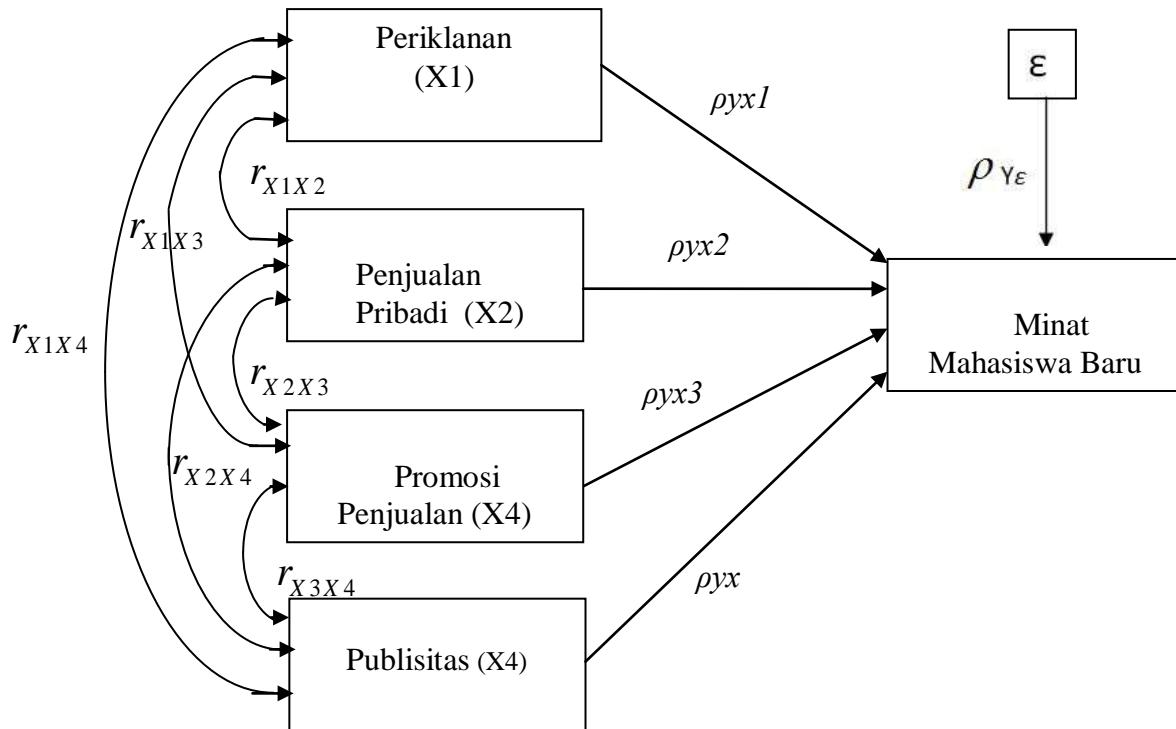 Periklanan
(X1)
ε
ρyx1
r X1X2
ρ Yε
r X1X3
Penjualan
Pribadi (X2)
ρyx2
Minat
Mahasiswa Baru
r X1X4
r X2X3
ρyx3
r X2X4
Promosi
Penjualan (X4)
ρyx
r X3X4
Publisitas (X4)